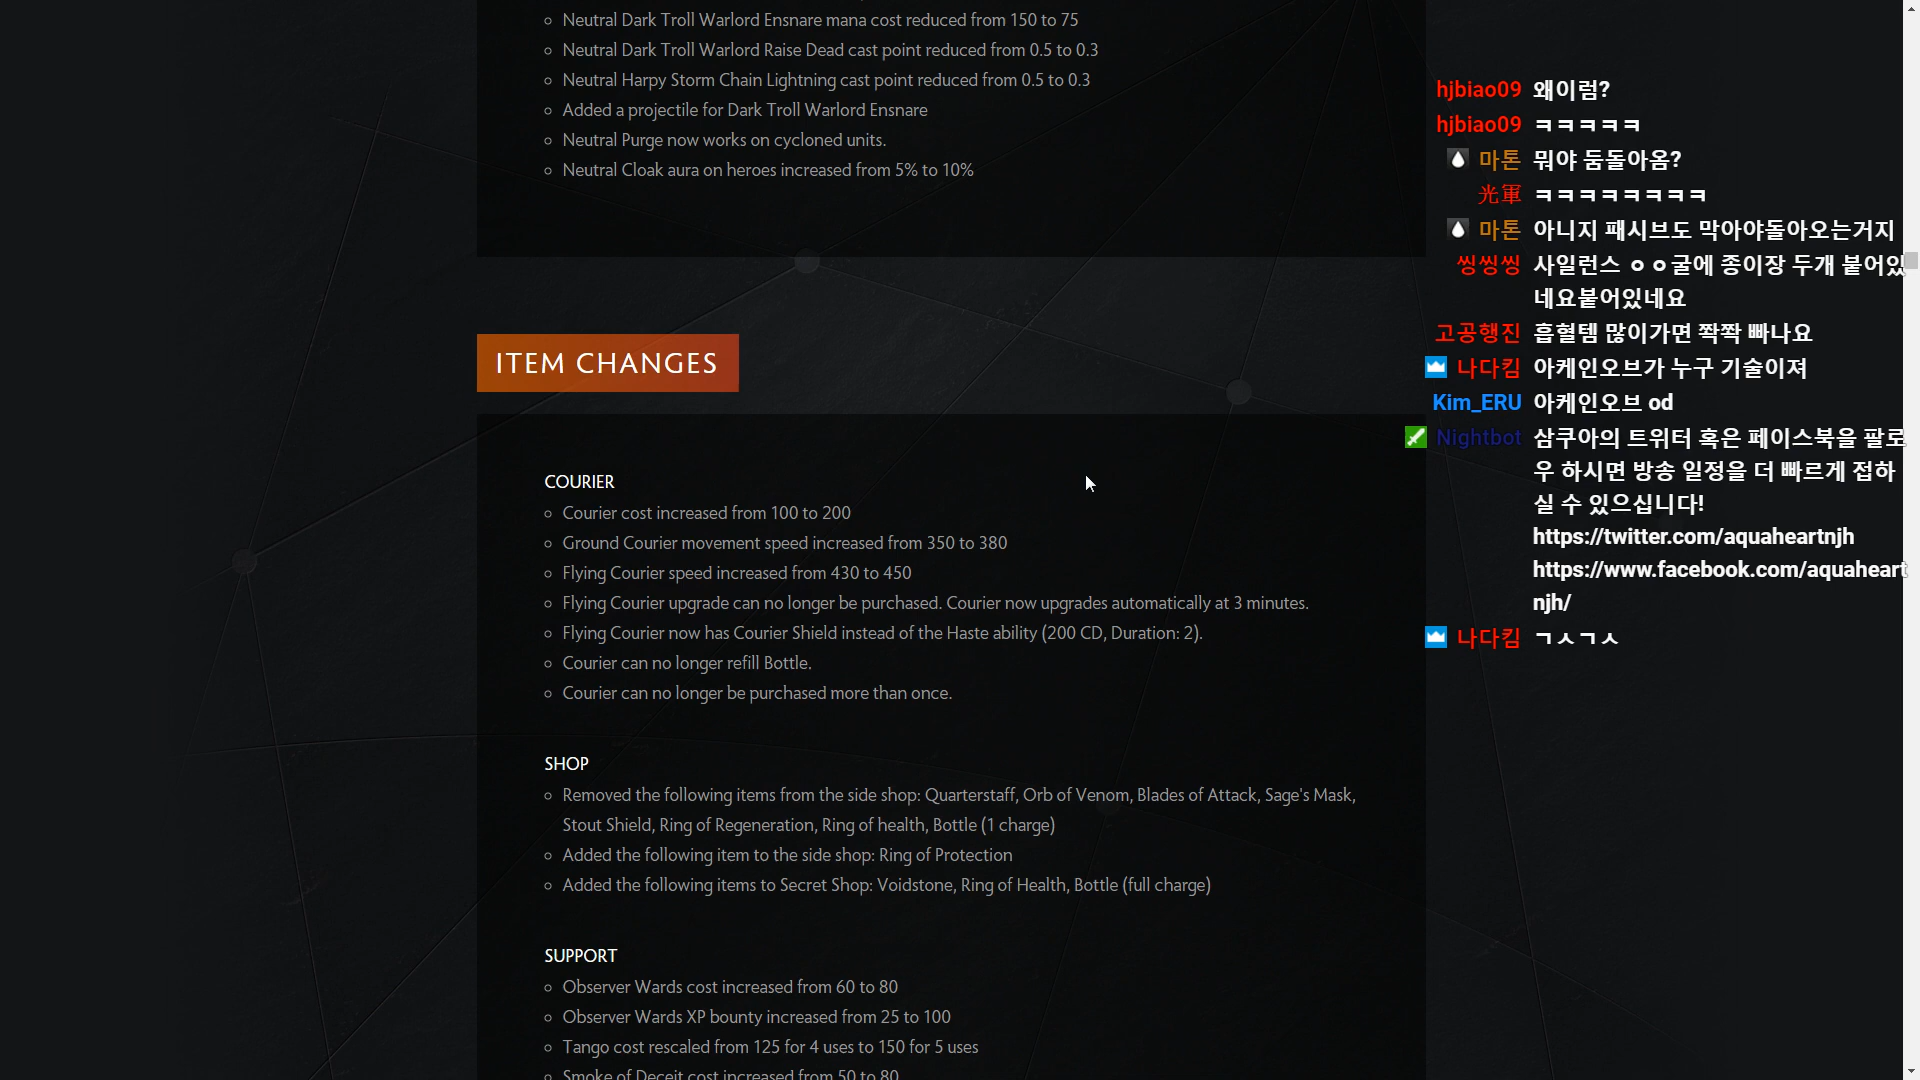 Neutral Dark Troll Warlord Ensnare mana cost reduced from 150 to 75
Neutral Dark Troll Warlord Raise Dead cast point reduced from 0.5 to 0.3
Neutral Harpy Storm Chain Lightning cast point reduced from 0.5 to 0.3
Added a projectile for Dark Troll Warlord Ensnare
Neutral Purge now works on cycloned units.
Neutral Cloak aura on heroes increased from 5% to 10%
ITEM CHANGES
COURIER
Courier cost increased from 100 to 200
Ground Courier movement speed increased from 350 to 380
Flying Courier speed increased from 430 to 450
Flying Courier upgrade can no longer be purchased. Courier now upgrades automatically at 3 minutes.
Flying Courier now has Courier Shield instead of the Haste ability (200 CD, Duration: 2).
Courier can no longer refill Bottle.
Courier can no longer be purchased more than once.
SHOP
Removed the following items from the side shop: Quarterstaff, Orb of Venom, Blades of Attack, Sage's Mask,
Stout Shield, Ring of Regeneration, Ring of health, Bottle (1 charge)
Added the following item to the side shop: Ring of Protection
Added the following items to Secret Shop: Voidstone, Ring of Health, Bottle (full charge)
SUPPORT
Observer Wards cost increased from 60 to 80
Observer Wards XP bounty increased from 25 to 100
Tango cost rescaled from 125 for 4 uses to 150 for 5 uses
Smoke of Deceit cost increased from 50 to 80
hjbiao09 왜이럼?
hjbiao09 ㅋㅋㅋㅋㅋ
마톤 뭐야 둠돌아옴?
光軍 ㅋㅋㅋㅋㅋㅋㅋㅋ
마톤 아니지 패시브도 막아야돌아오는거지
씽씽씽 사일런스 ㅇㅇ굴에 종이장 두개 붙어있
네요붙어있네요
고공행진 흡혈템 많이가면 쫙쫙 빠나요
나다킴 아케인오브가 누구 기술이져
Kim_ERU 아케인오브 od
Nightbot 삼쿠아의 트위터 혹은 페이스북을 팔로
우 하시면 방송 일정을 더 빠르게 접하
실 수 있으십니다!
https://twitter.com/aquaheartnjh
https://www.facebook.com/aquaheart
njh/
나다킴 ㄱㅅㄱㅅ